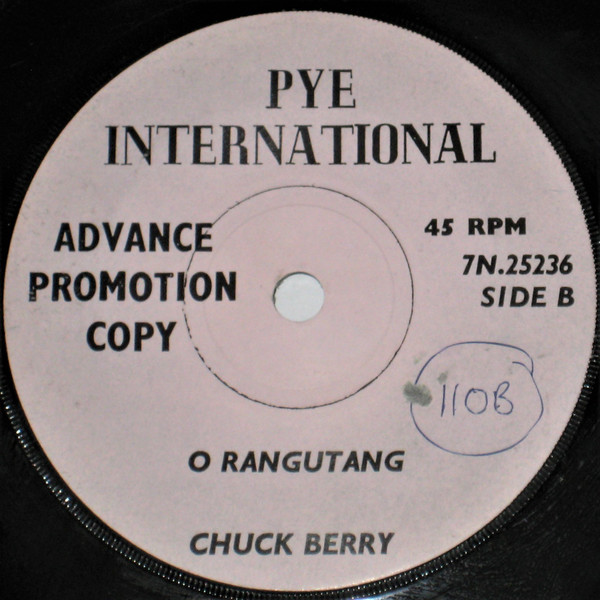 PYE
INTERNATIONAL
ADVANCE
PROMOTION
COPY
45 RPM
7N.25236
SIDE B
110B
O RANGUTANG
CHUCK BERRY